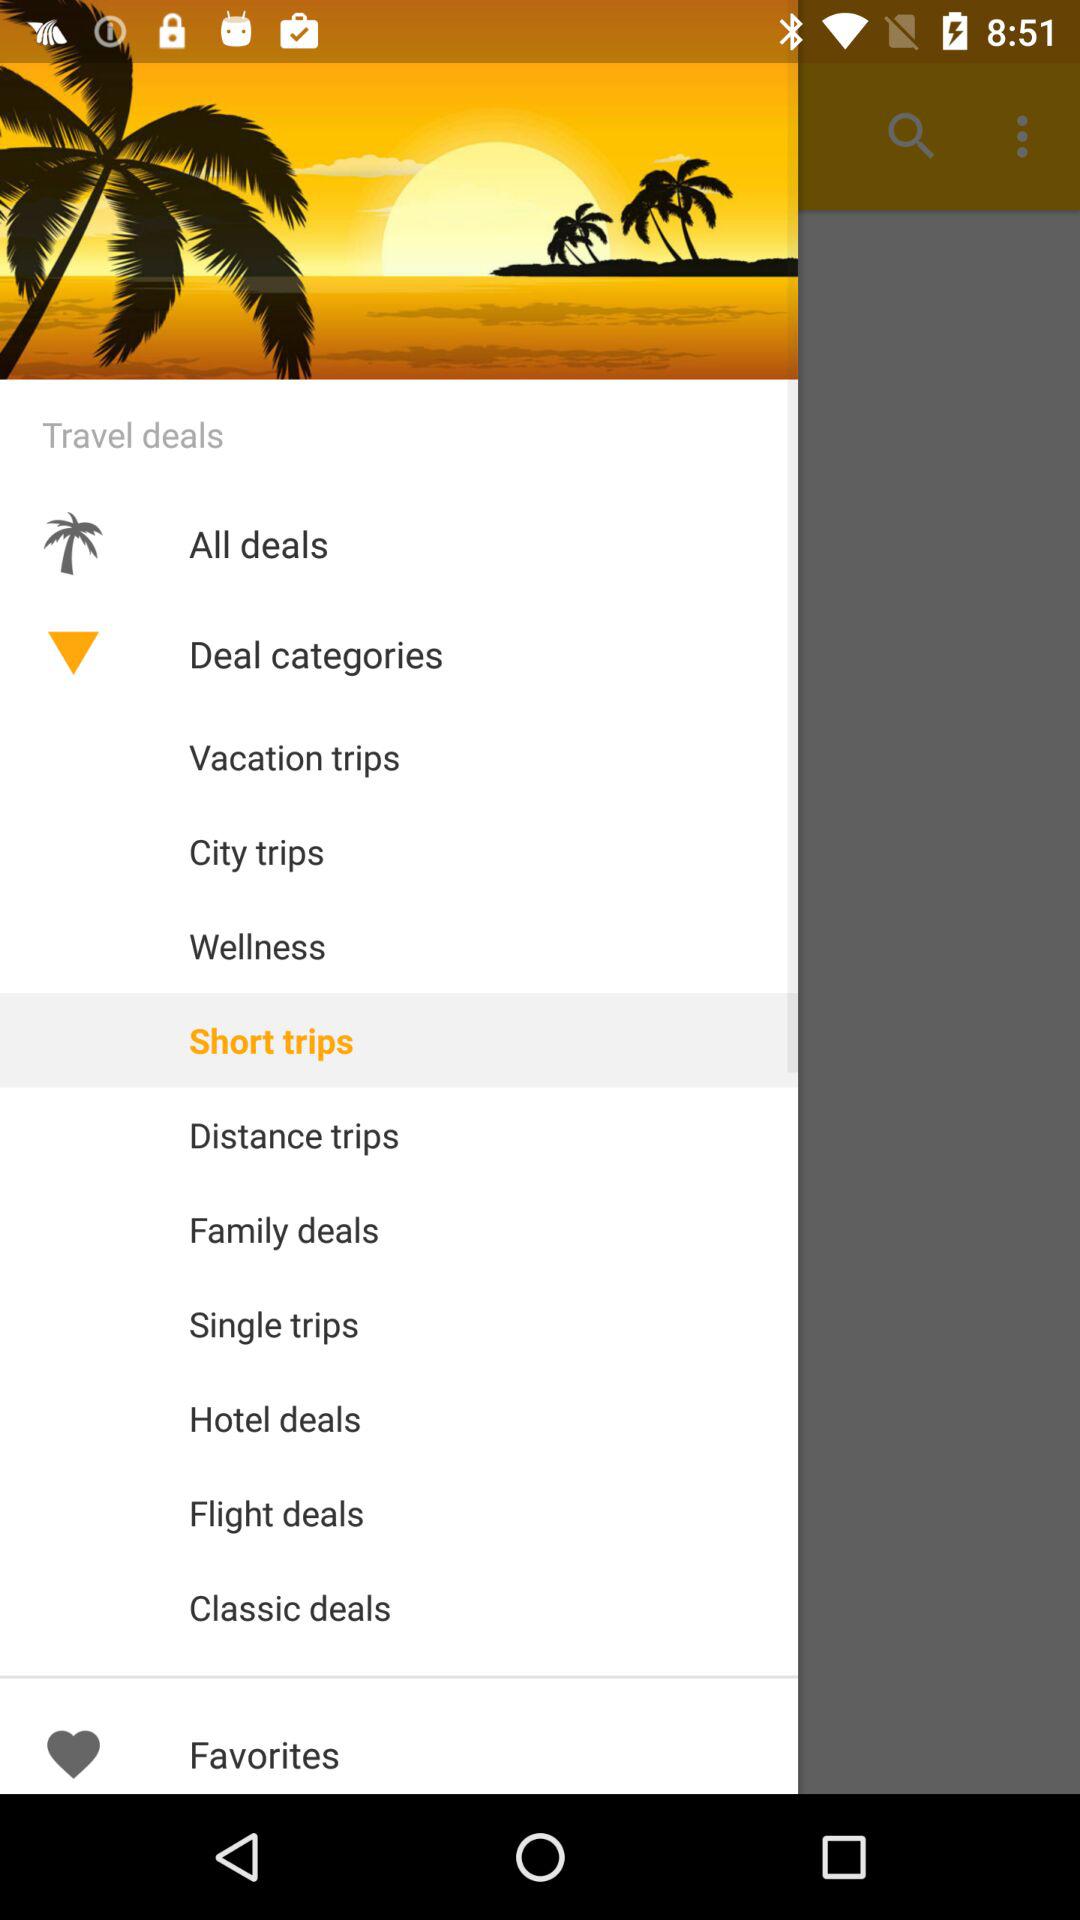 8:51
Travel deals
All deals
Deal categories
Vacation trips
City trips
Wellness
Short trips
Distance trips
Family deals
Single trips
Hotel deals
Flight deals
Classic deals
Favorites